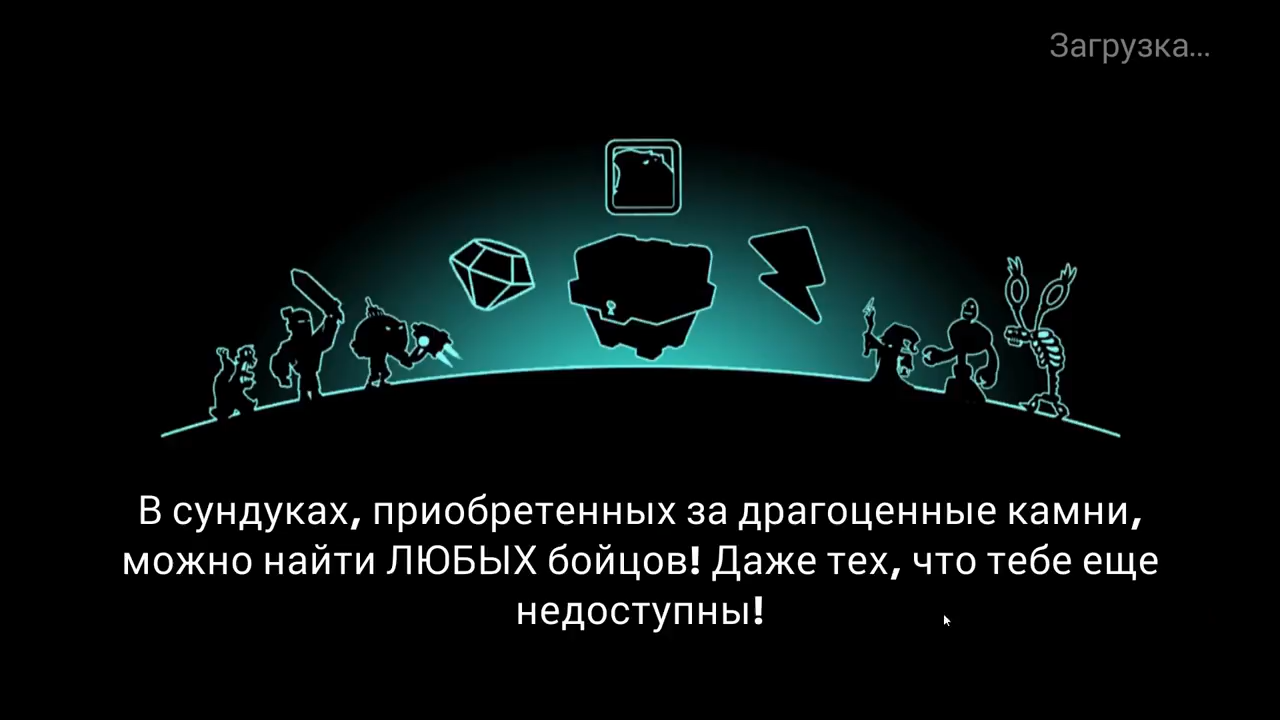 Загрузка...
В сундуках, приобретенных за драгоценные камни,
можно найти ЛЮБЫХ бойцов! Даже тех, что тебе еще
недоступны!